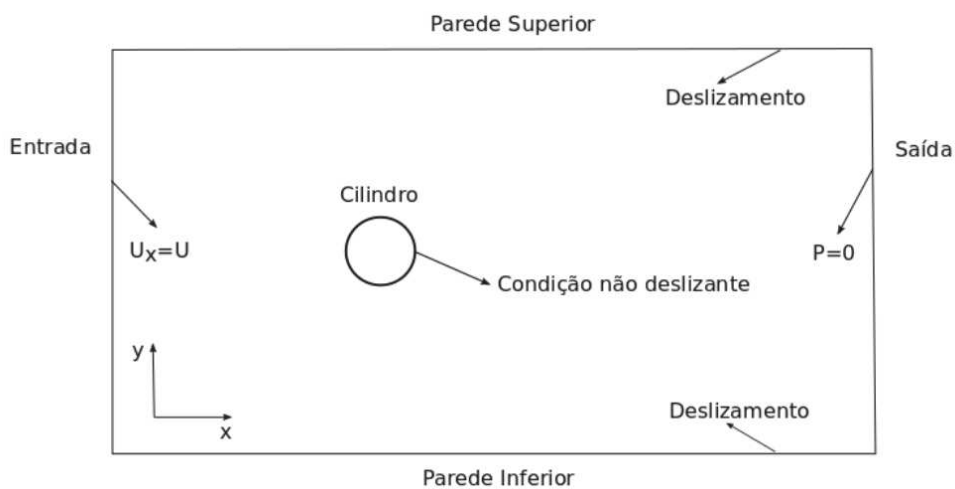 Parede Superior
Deslizamento
Entrada
Saída
Cilindro
Ux=U
P=0
Condição não deslizante
y
x
Deslizamento
Parede Inferior